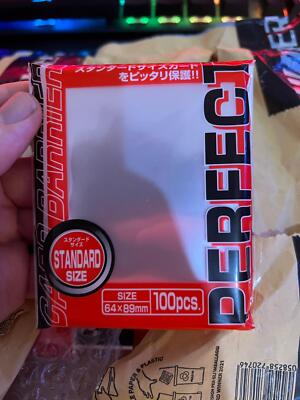 スタンダードサイズカード
をピッタリ保護!!
CARD BARRIER
PERFECT
スタンダード
サイズ
STANDARD
SIZE
SIZE
64×89mm
100pcs.
058258720746